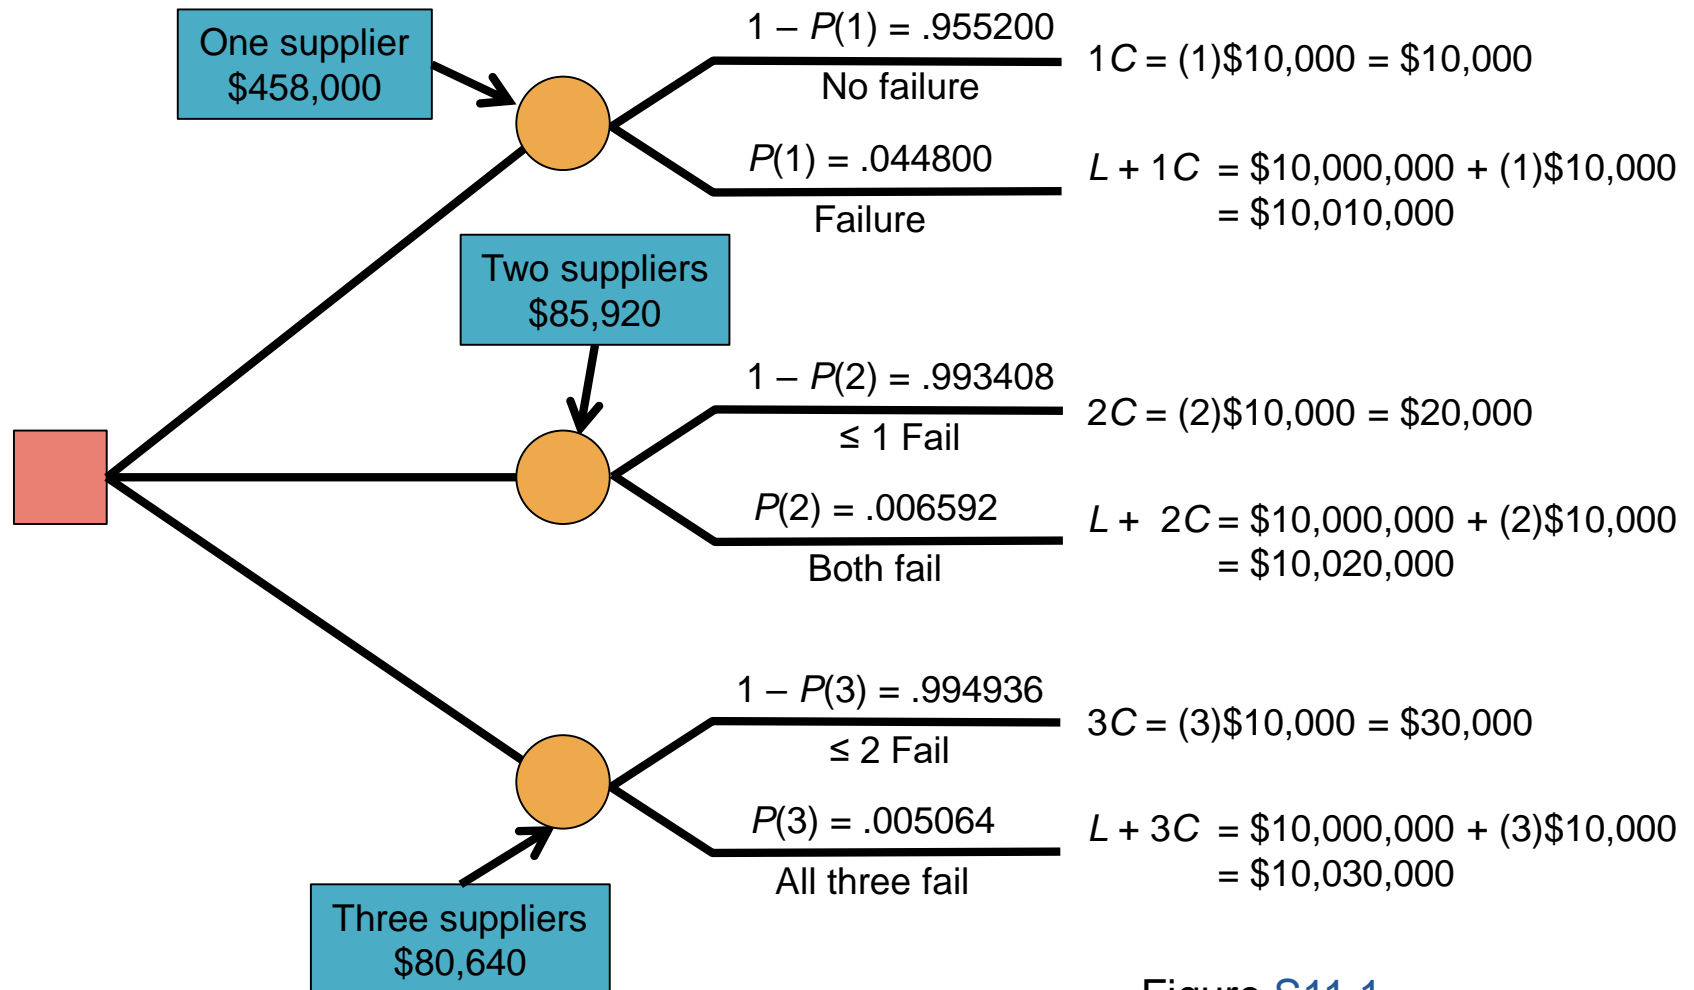 One supplier
$458,000
1 – P(1) = .955200
No failure
1C = (1)$10,000 = $10,000
P(1) = .044800
Failure
L + 1C = $10,000,000 + (1)$10,000
= $10,010,000
Two suppliers
$85,920
1 – P(2) = .993408
≤ 1 Fail
2C = (2)$10,000 = $20,000
P(2) = .006592
Both fail
L + 2C = $10,000,000 + (2)$10,000
= $10,020,000
1 – P(3) = .994936
≤ 2 Fail
3C = (3)$10,000 = $30,000
P(3) = .005064
All three fail
L + 3C = $10,000,000 + (3)$10,000
= $10,030,000
Three suppliers
$80,640
Figure S11.1